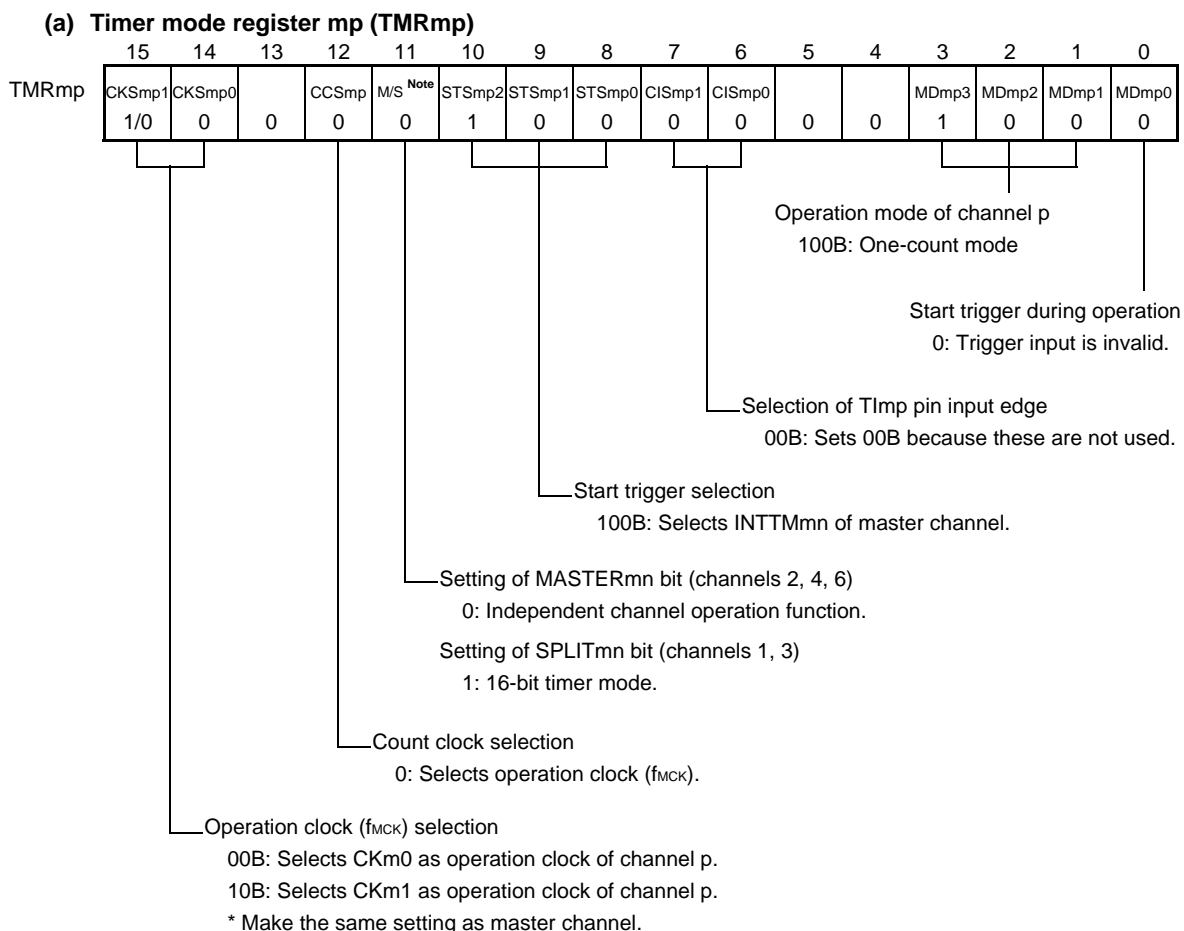 (a) Timer mode register mp (TMRmp)
15 14 13 12 11 10 9 8 7 6 5 4 3 2 1 0
TMRmp CKSmp1 CKSmp0 CCSmp M/S Note STSmp2 STSmp1 STSmp0 CISmp1 CISmp0 MDmp3 MDmp2 MDmp1 MDmp0
1/0 0 0 0 0 1 0 0 0 0 0 0 1 0 0 0
Operation mode of channel p
100B: One-count mode
Start trigger during operation
0: Trigger input is invalid.
Selection of TImp pin input edge
00B: Sets 00B because these are not used.
Start trigger selection
100B: Selects INTTMmn of master channel.
Setting of MASTERmn bit (channels 2, 4, 6)
0: Independent channel operation function.
Setting of SPLITmn bit (channels 1, 3)
1: 16-bit timer mode.
Count clock selection
0: Selects operation clock (fMCK).
Operation clock (fMCK) selection
00B: Selects CKm0 as operation clock of channel p.
10B: Selects CKm1 as operation clock of channel p.
* Make the same setting as master channel.